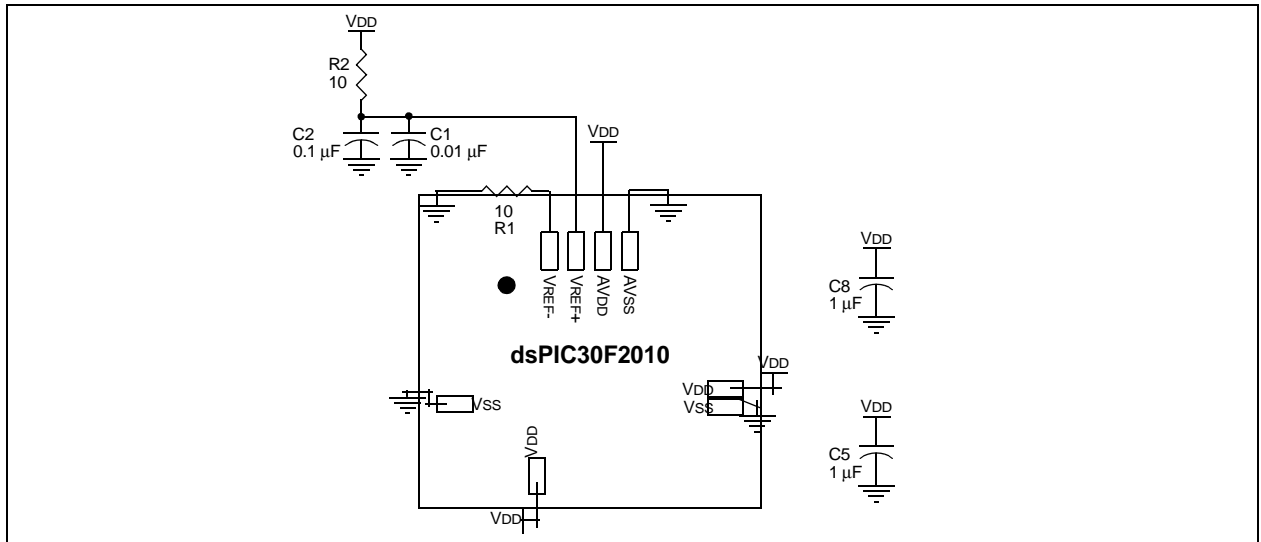 VDD
R2
10
C2
0.1 µF
C1
0.01 µF
VDD
10
R1
VREF-
VREF+
AVDD
AVSS
VDD
C8
1 µF
dsPIC30F2010
VDD
VDD
VSS
VSS
VDD
VDD
C5
1 µF
VDD